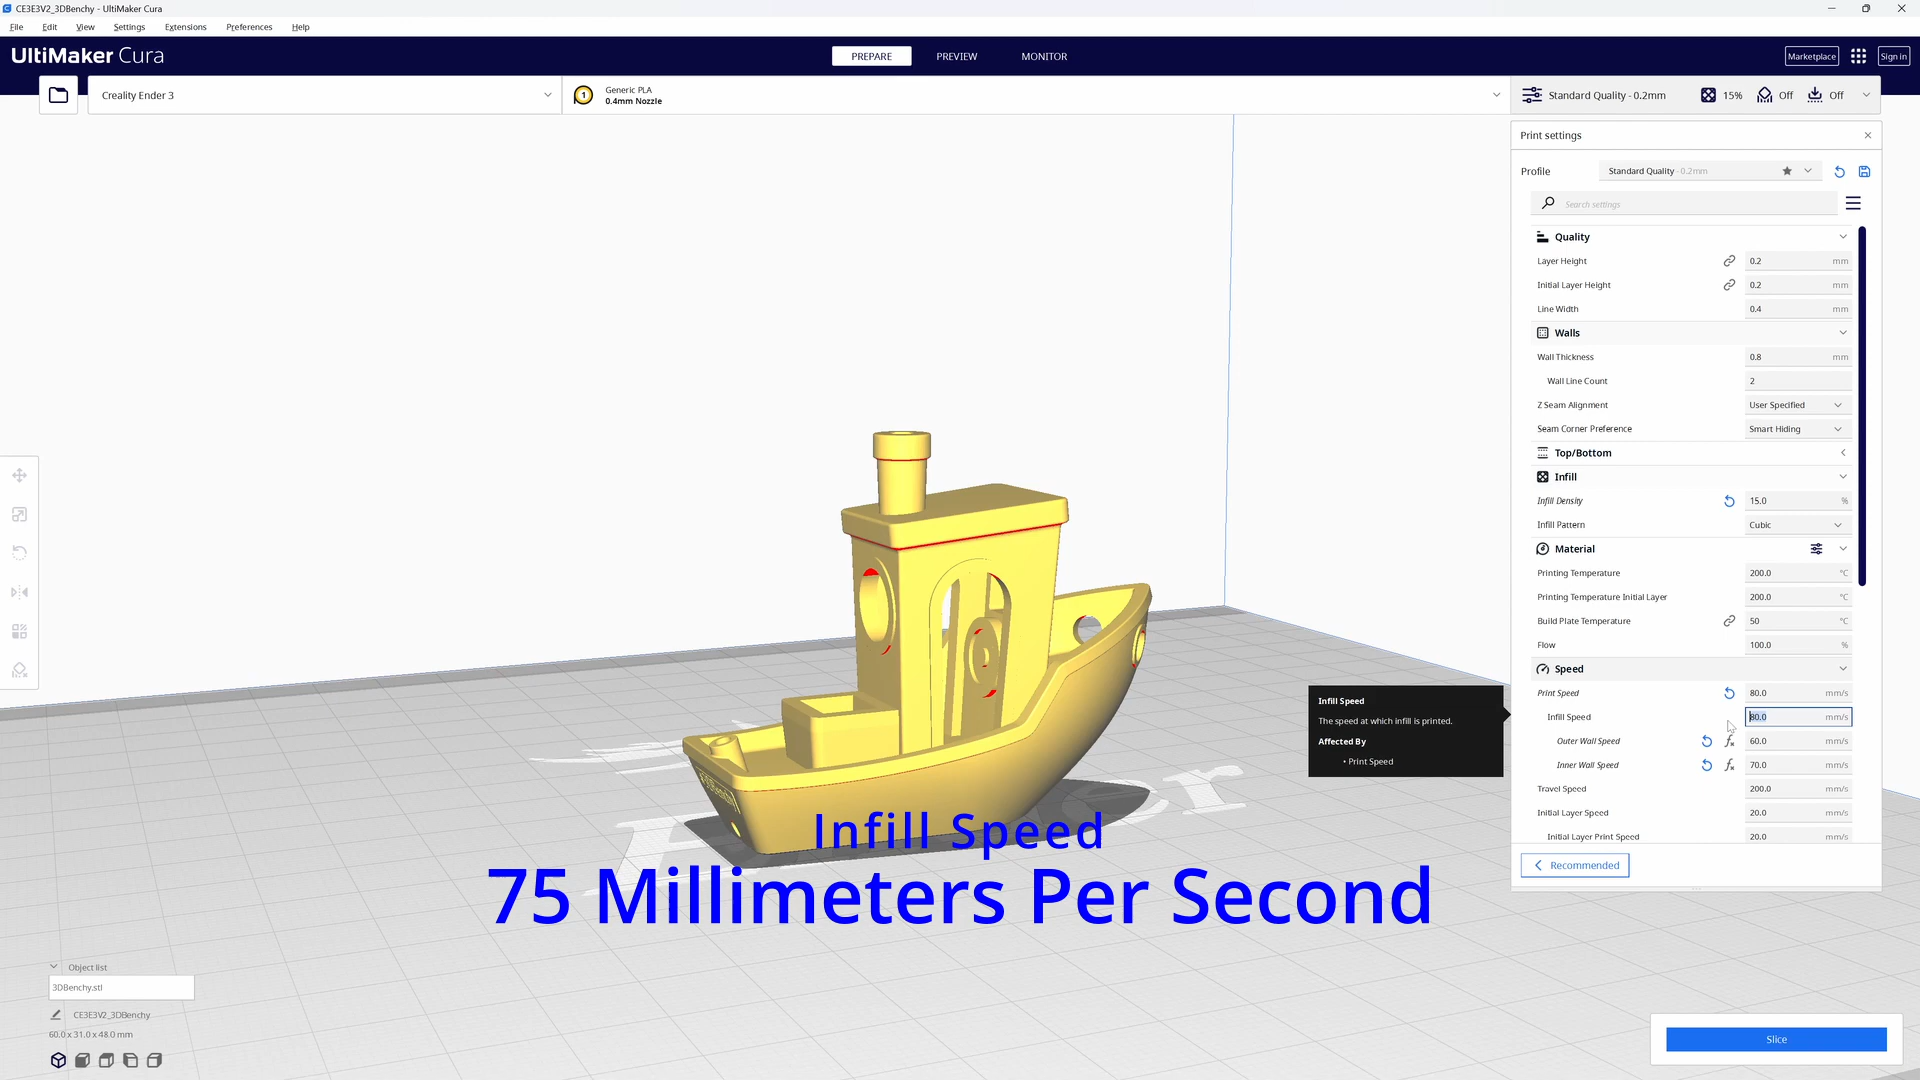 CE3E3V2_3DBenchy - UltiMaker Cura
File Edit View Settings Extensions Preferences Help
UltiMaker Cura
PREPARE PREVIEW MONITOR
Marketplace Sign in
Creality Ender 3
1 Generic PLA
0.4mm Nozzle
Standard Quality - 0.2mm 15% Off Off
Print settings
Profile Standard Quality - 0.2mm
Search settings
Quality
Layer Height 0.2 mm
Initial Layer Height 0.2 mm
Line Width 0.4 mm
Walls
Wall Thickness 0.8 mm
Wall Line Count 2
Z Seam Alignment User Specified
Seam Corner Preference Smart Hiding
Top/Bottom
Infill
Infill Density 15.0 %
Infill Pattern Cubic
Material
Printing Temperature 200.0 °C
Printing Temperature Initial Layer 200.0 °C
Build Plate Temperature 50 °C
Flow 100.0 %
Speed
Print Speed 80.0 mm/s
Infill Speed 80.0 mm/s
Outer Wall Speed 60.0 mm/s
Inner Wall Speed 70.0 mm/s
Travel Speed 200.0 mm/s
Initial Layer Speed 20.0 mm/s
Initial Layer Print Speed 20.0 mm/s
Recommended
Infill Speed
The speed at which infill is printed.
Affected By
• Print Speed
Infill Speed
75 Millimeters Per Second
Object list
3DBenchy.stl
CE3E3V2_3DBenchy
60.0 x 31.0 x 48.0 mm
Slice